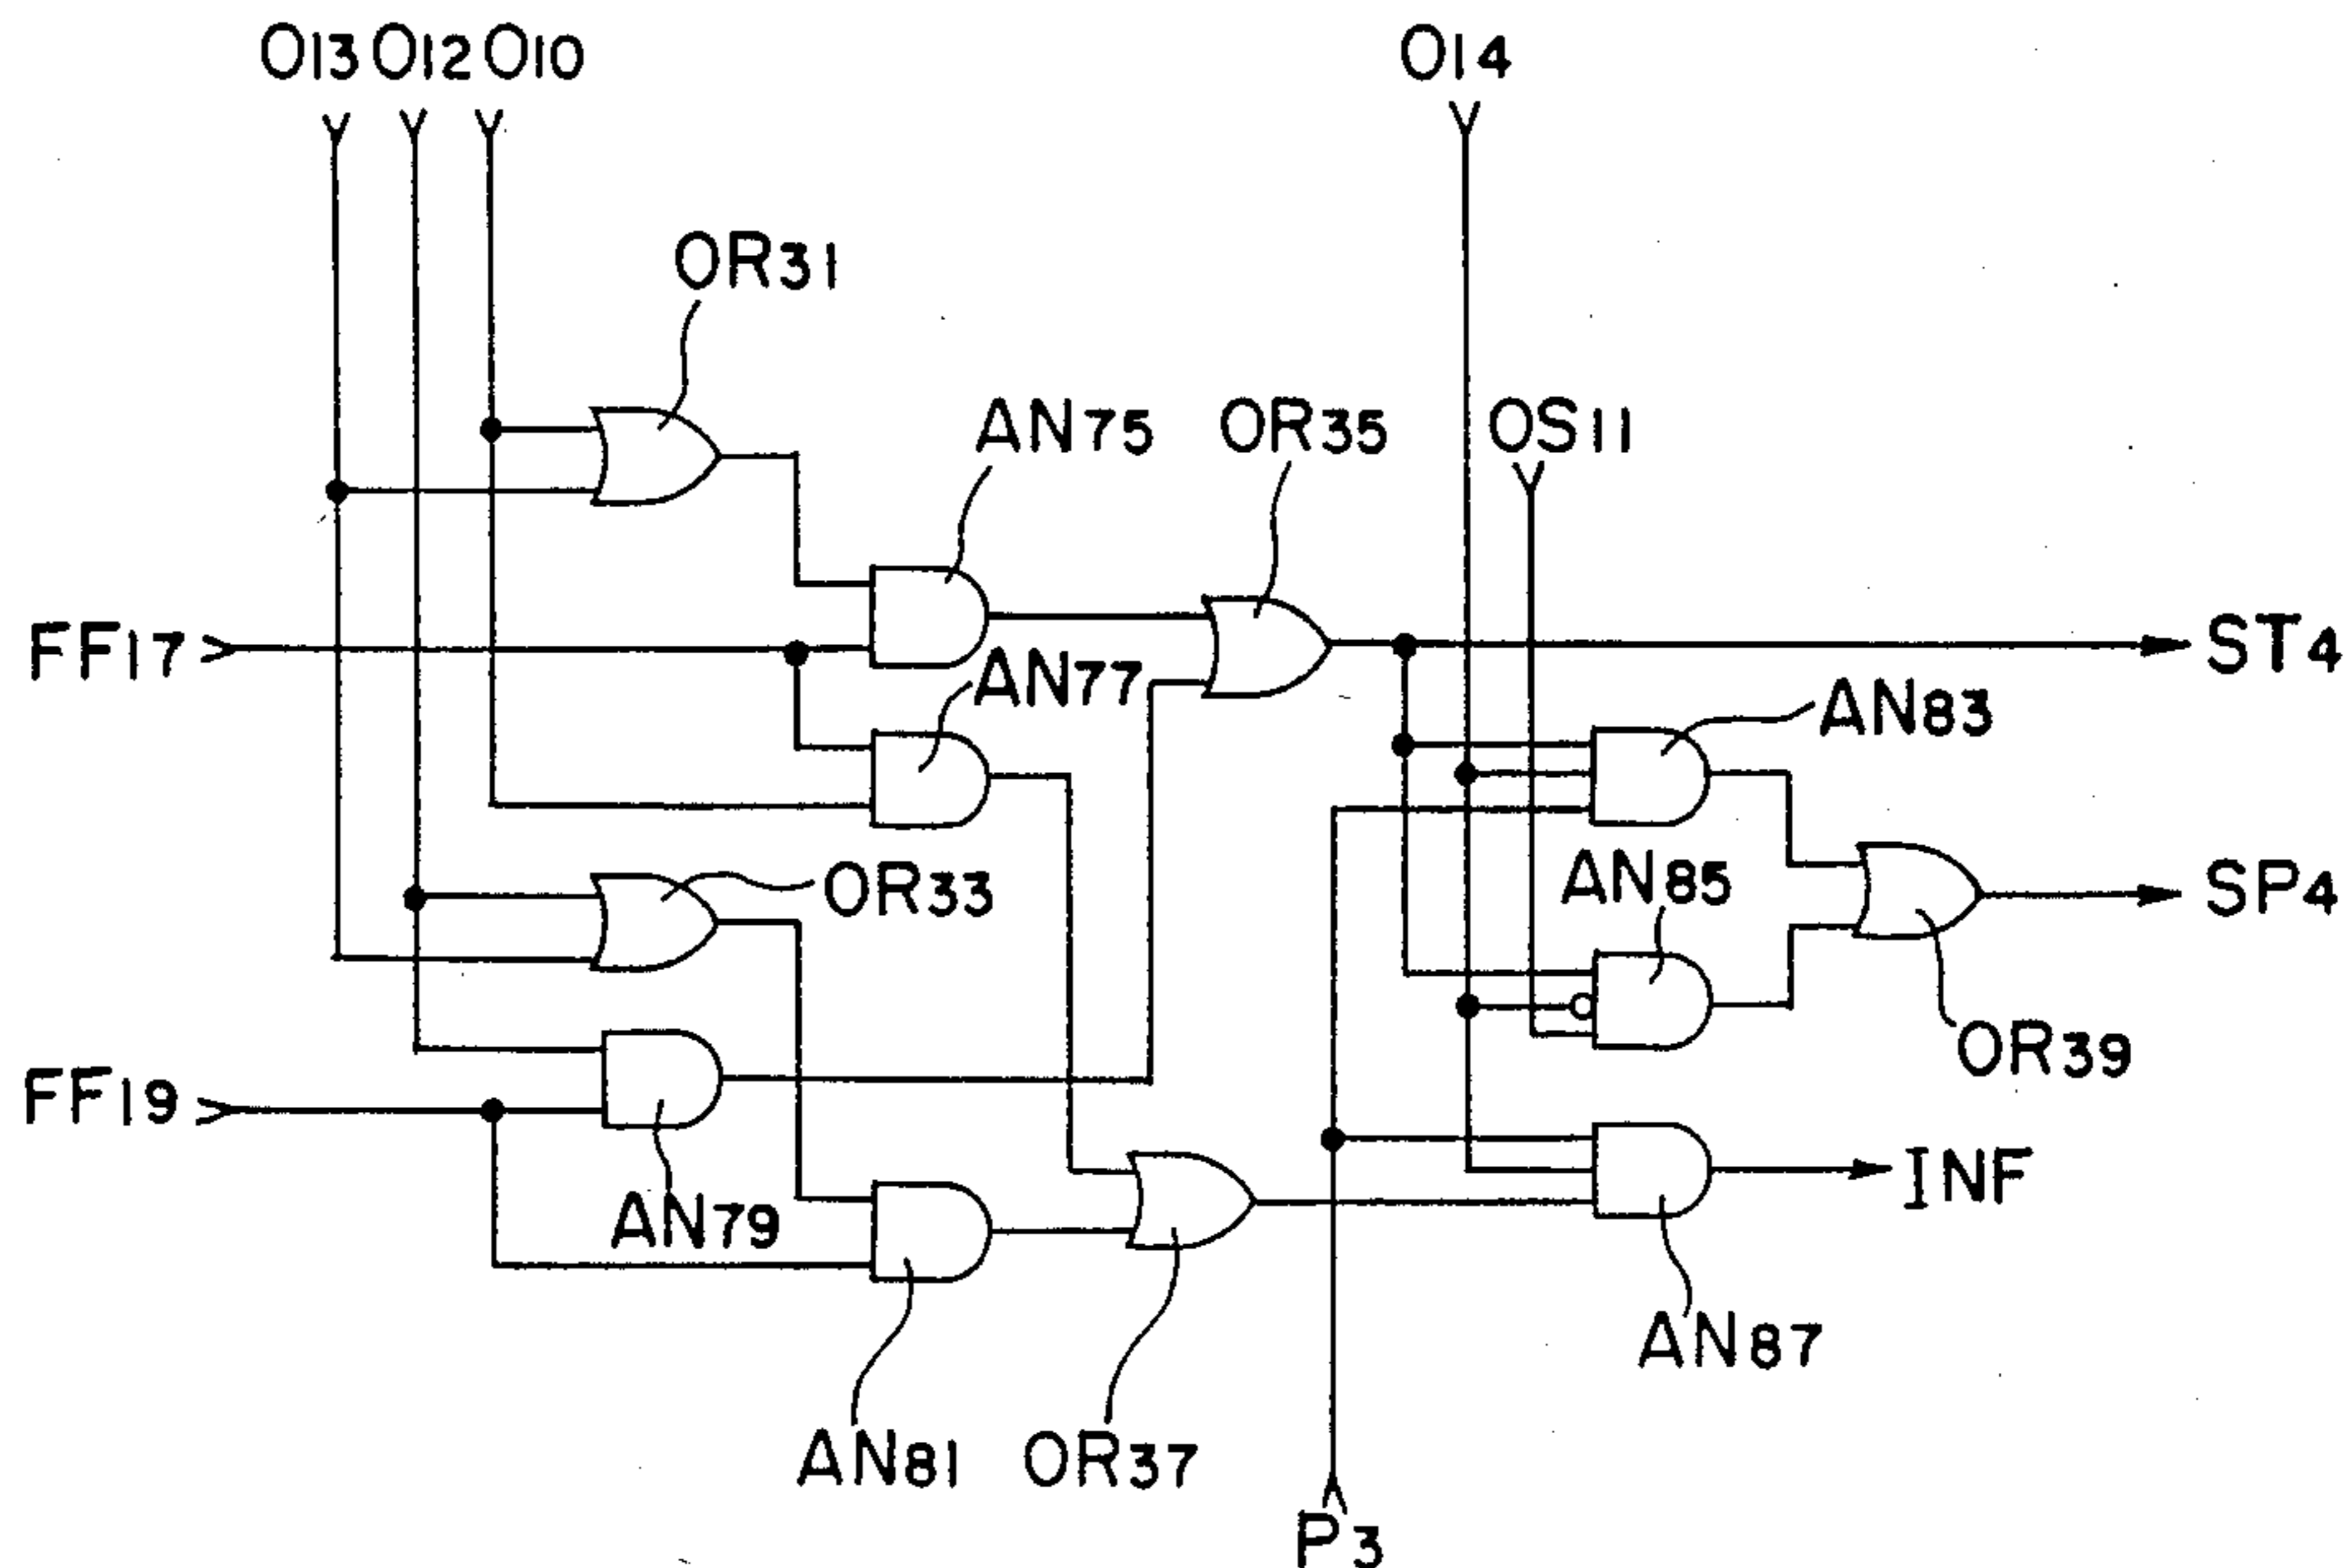 O13 O12 O10 O14
OR31
AN75 OR35 OS11
FF17 ST4
AN77 AN83
OR33 AN85 SP4
OR39
FF19
INF
AN79
AN87
AN81 OR37
P3